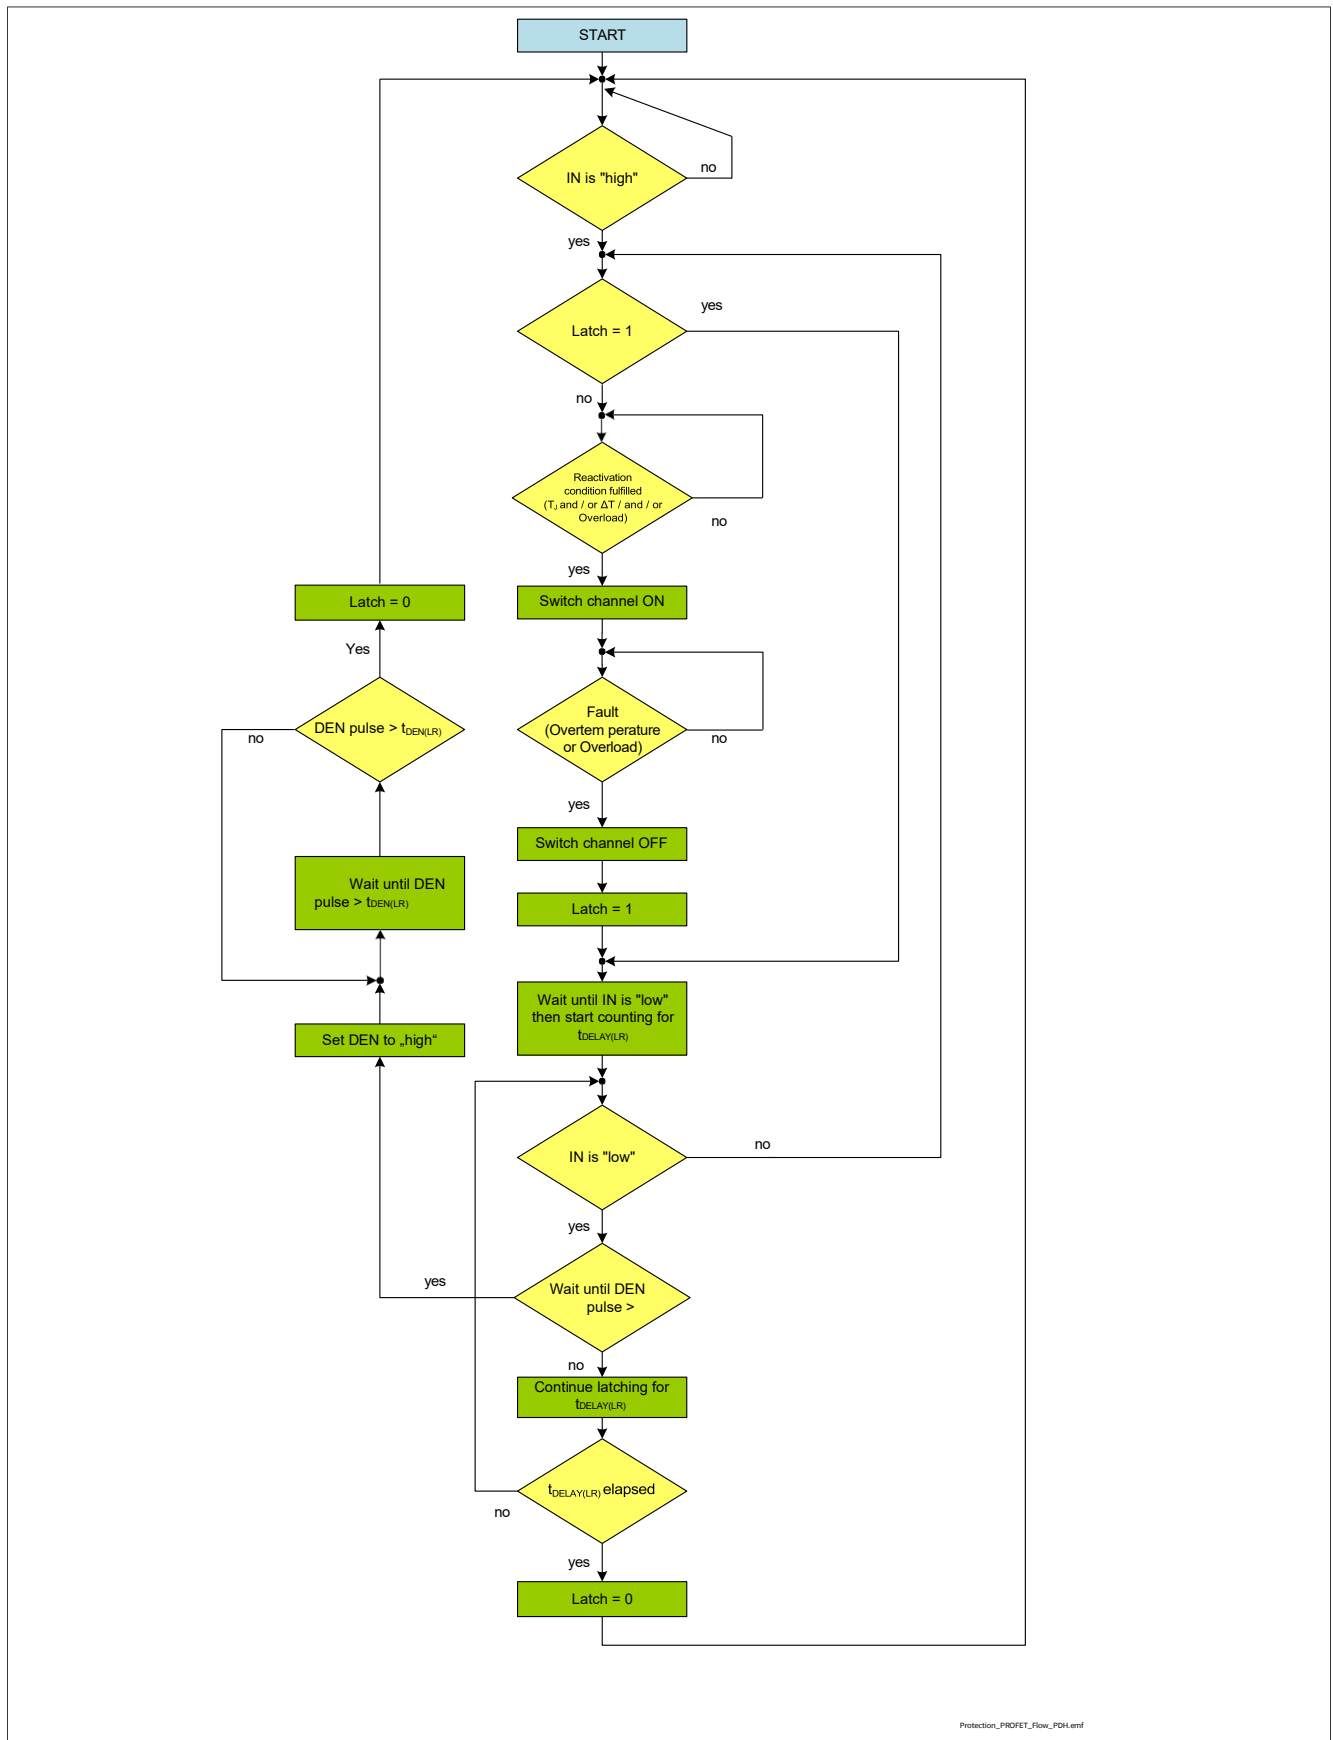 START
IN is "high"
no
yes
Latch = 1
yes
no
Reactivation
condition fulfilled
(TJ and / or ΔT / and / or
Overload)
no
yes
Switch channel ON
Fault
(Overtem perature
or Overload)
no
yes
Switch channel OFF
Latch = 1
Wait until IN is "low"
then start counting for
tDELAY(LR)
IN is "low"
no
yes
Wait until DEN
pulse >
yes
no
Continue latching for
tDELAY(LR)
tDELAY(LR) elapsed
no
yes
Latch = 0
Set DEN to „high“
Wait until DEN
pulse > tDEN(LR)
DEN pulse > tDEN(LR)
no
Yes
Latch = 0
Protection_PROFET_Flow_PDH.emf